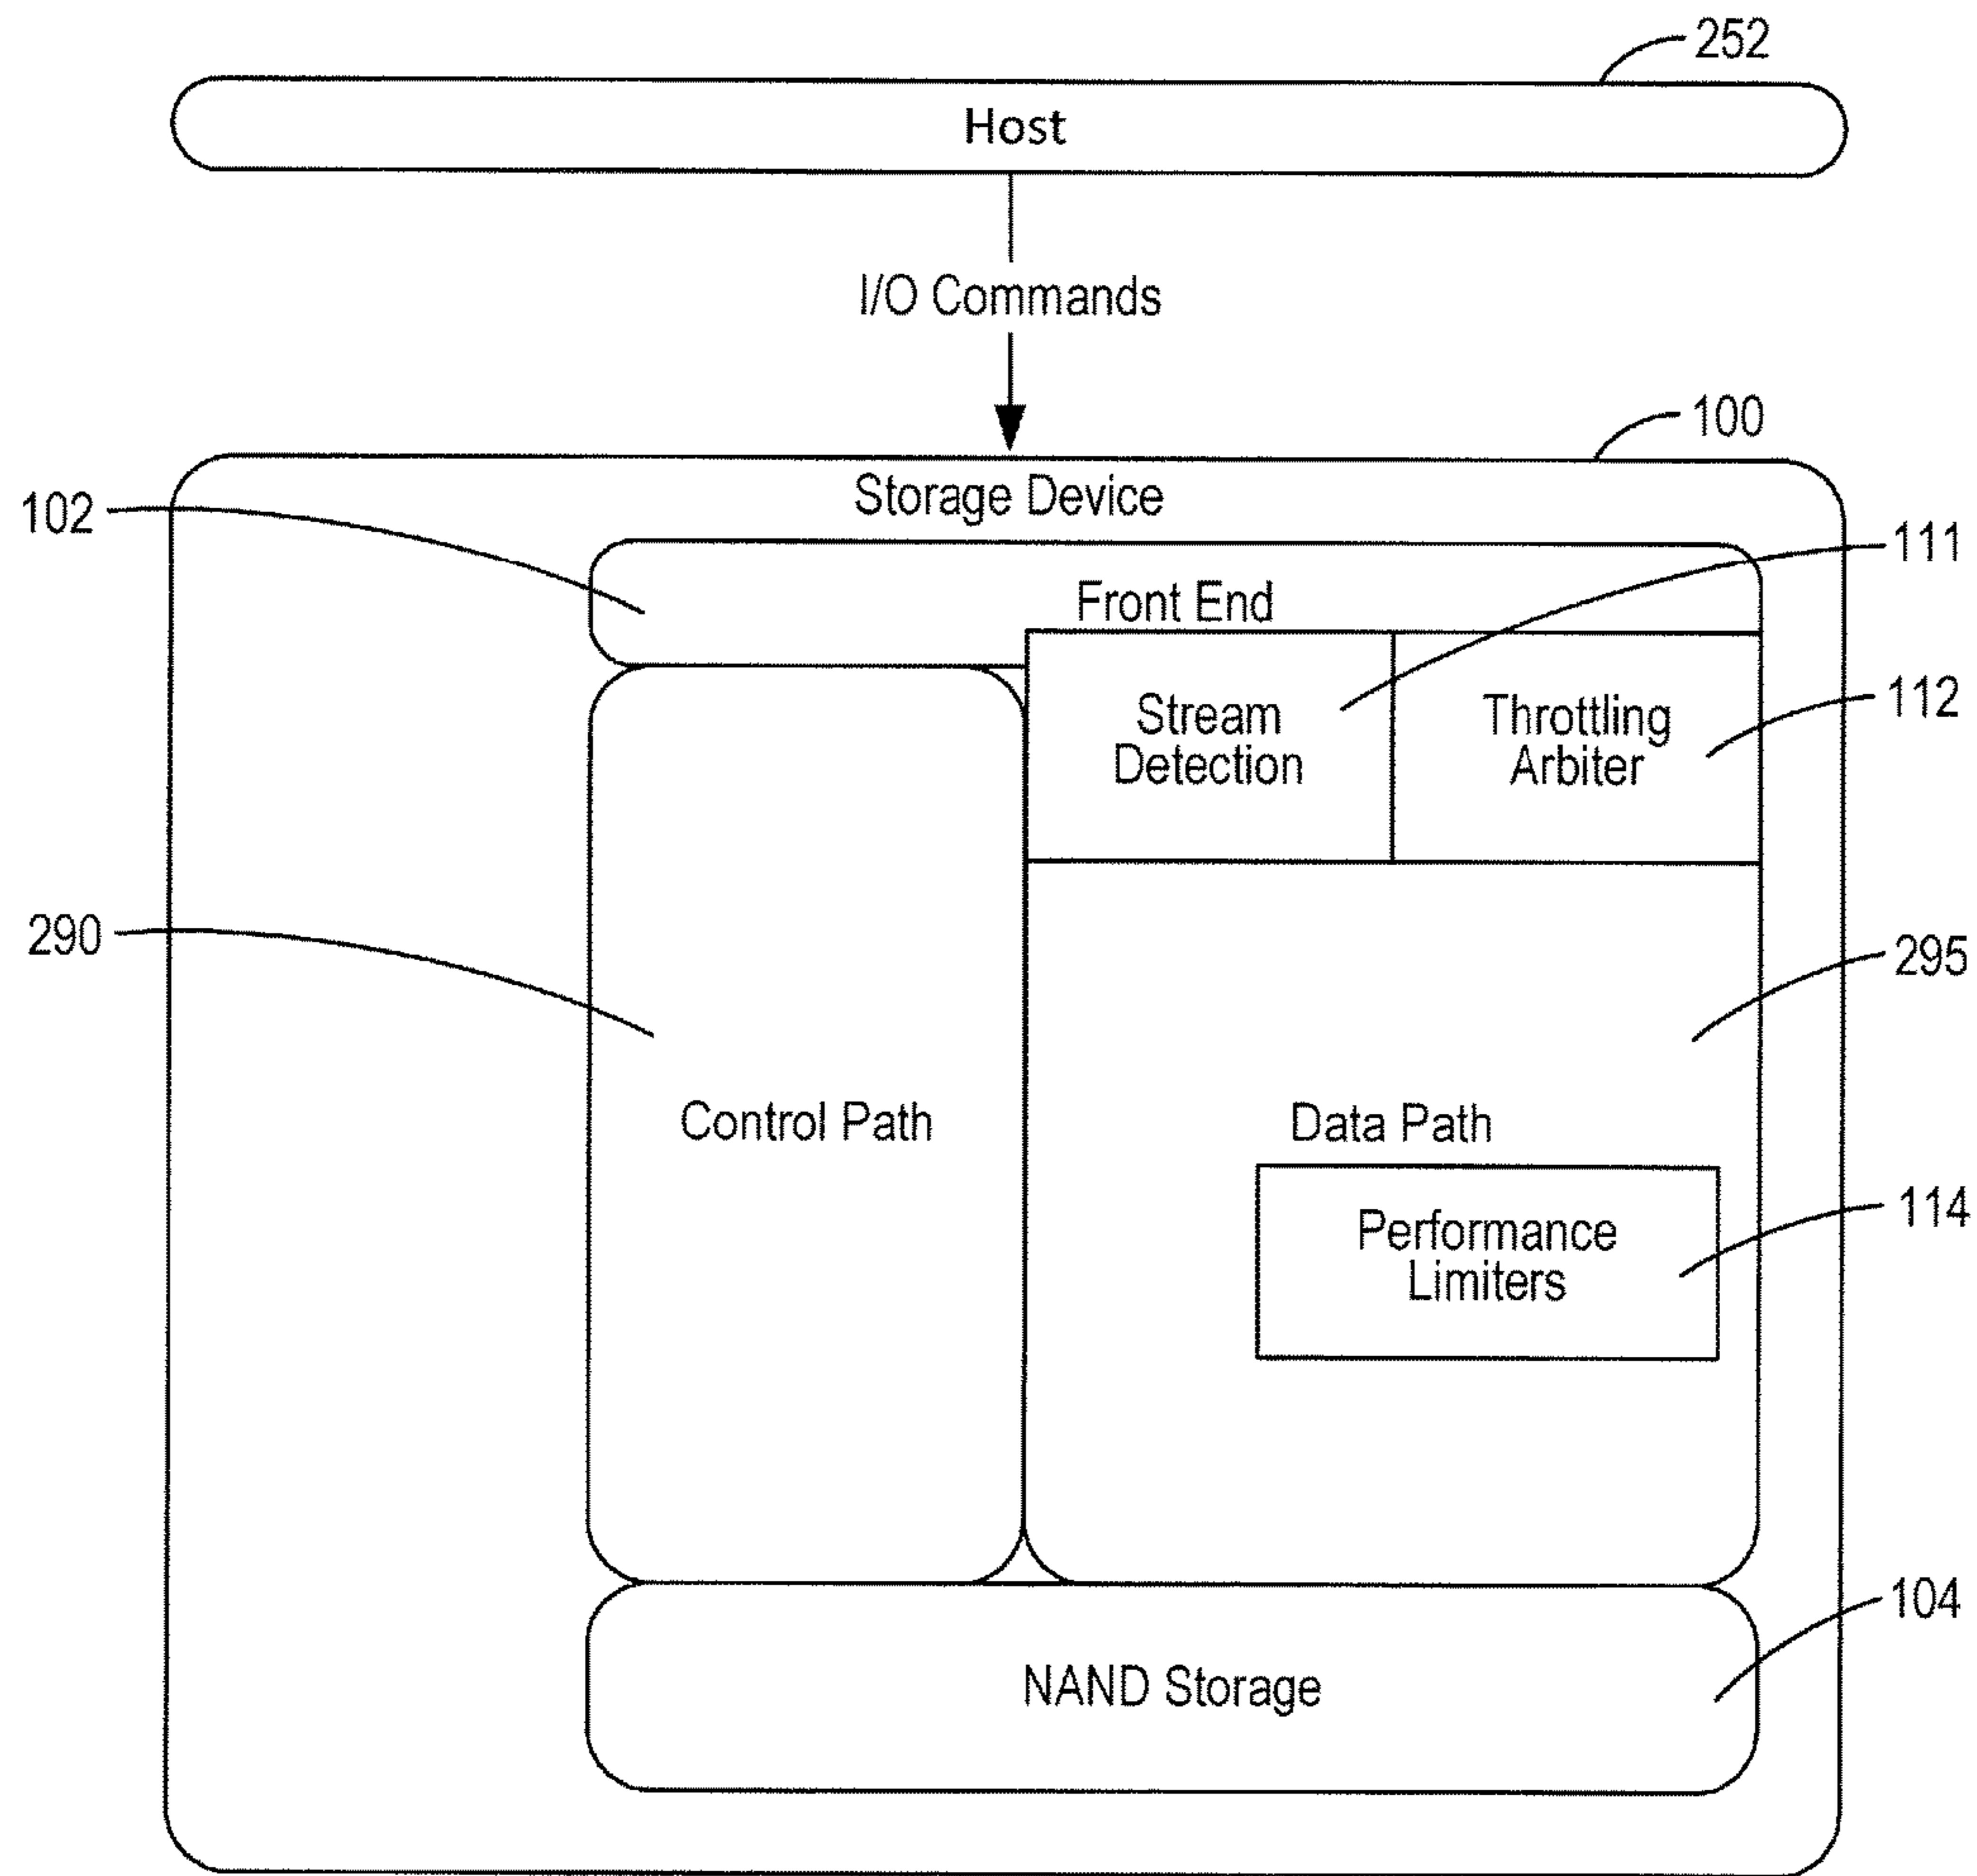 252
Host
I/O Commands
100
Storage Device
102
111
Front End
Stream
Detection
Throttling
Arbiter
112
290
295
Control Path
Data Path
Performance
Limiters
114
104
NAND Storage